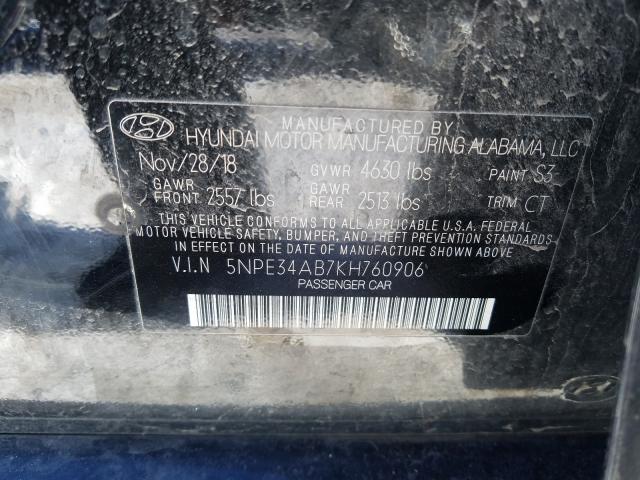 MANUFACTURED BY
HYUNDAI MOTOR MANUFACTURING ALABAMA, LLC
Nov/28/18 GVWR 4630 lbs PAINT S3
GAWR FRONT 2557 lbs GAWR REAR 2513 lbs TRIM CT
THIS VEHICLE CONFORMS TO ALL APPLICABLE U.S.A. FEDERAL
MOTOR VEHICLE SAFETY, BUMPER, AND THEFT PREVENTION STANDARDS
IN EFFECT ON THE DATE OF MANUFACTURE SHOWN ABOVE.
V.I.N 5NPE34AB7KH760906
PASSENGER CAR